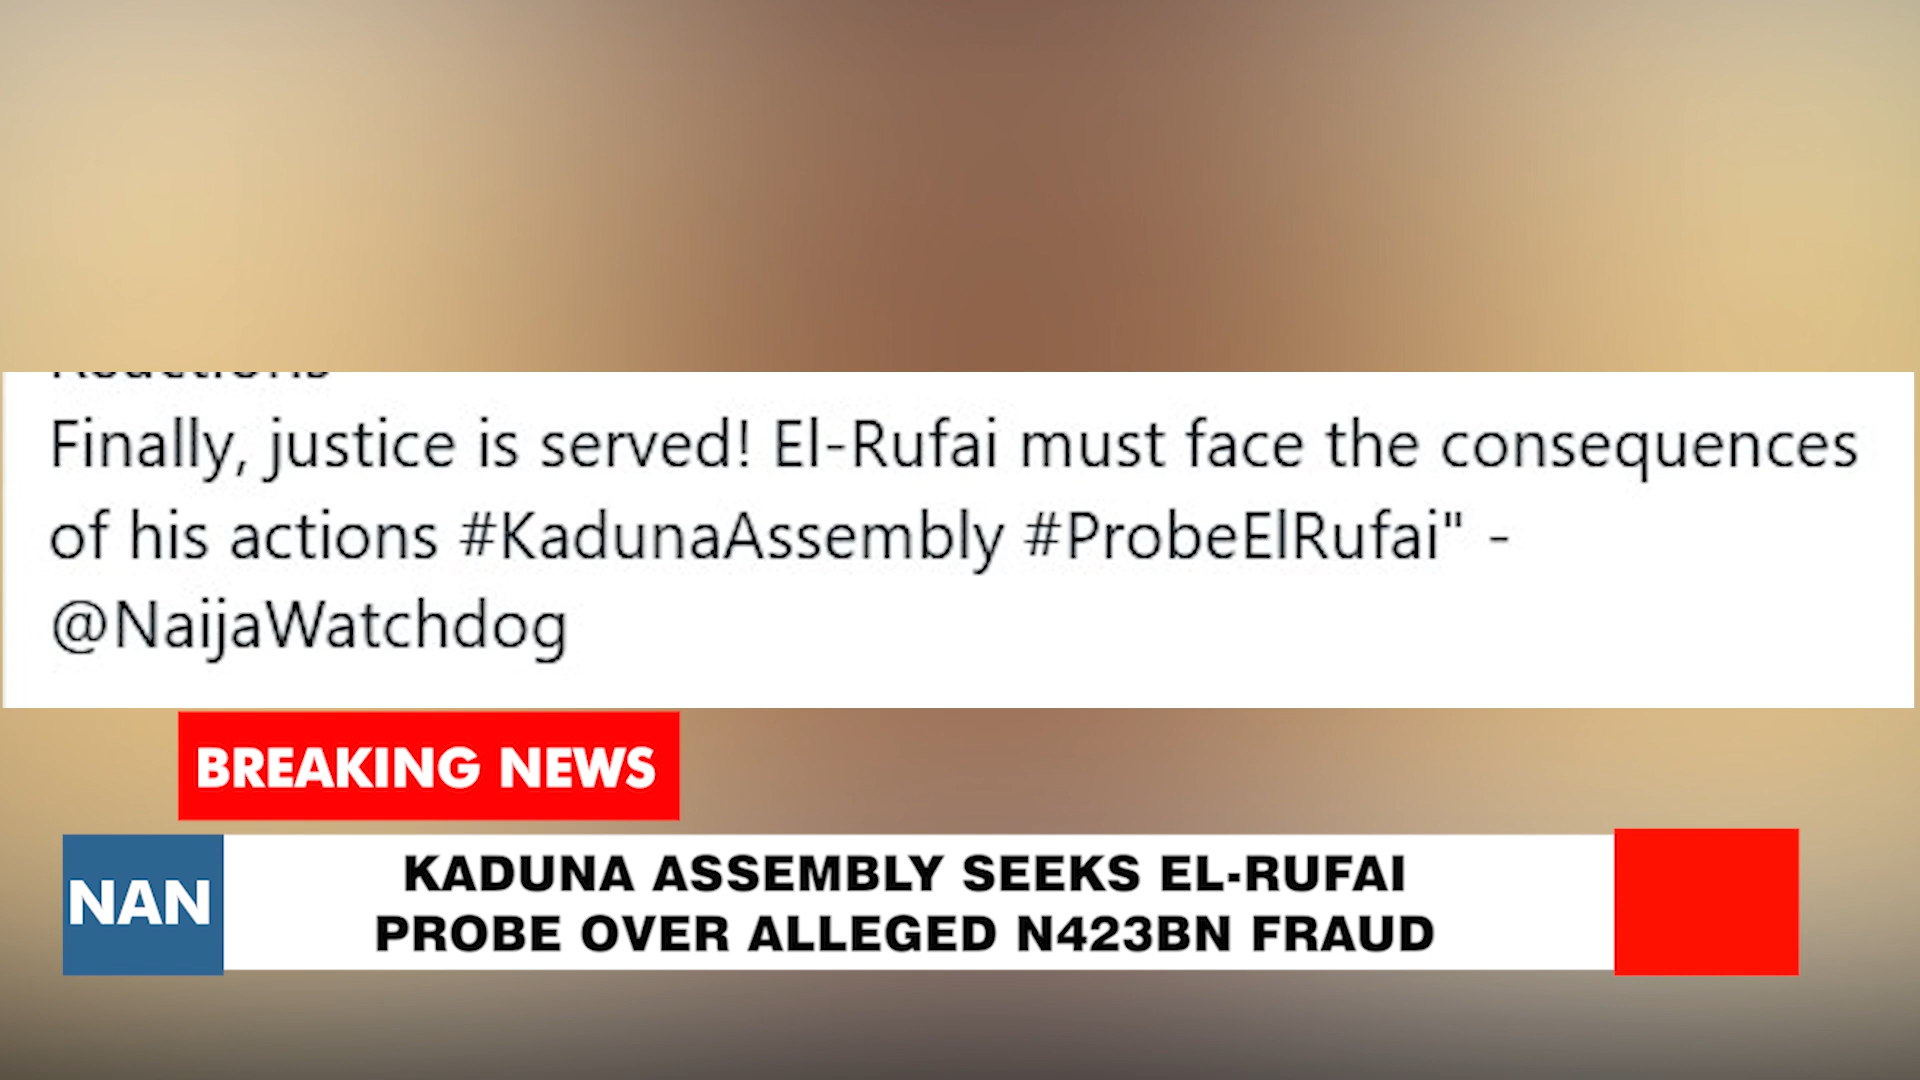 Finally, justice is served! El-Rufai must face the consequences
of his actions #KadunaAssembly #ProbeElRufai" -
@NaijaWatchdog
BREAKING NEWS
NAN
KADUNA ASSEMBLY SEEKS EL-RUFAI
PROBE OVER ALLEGED N423BN FRAUD